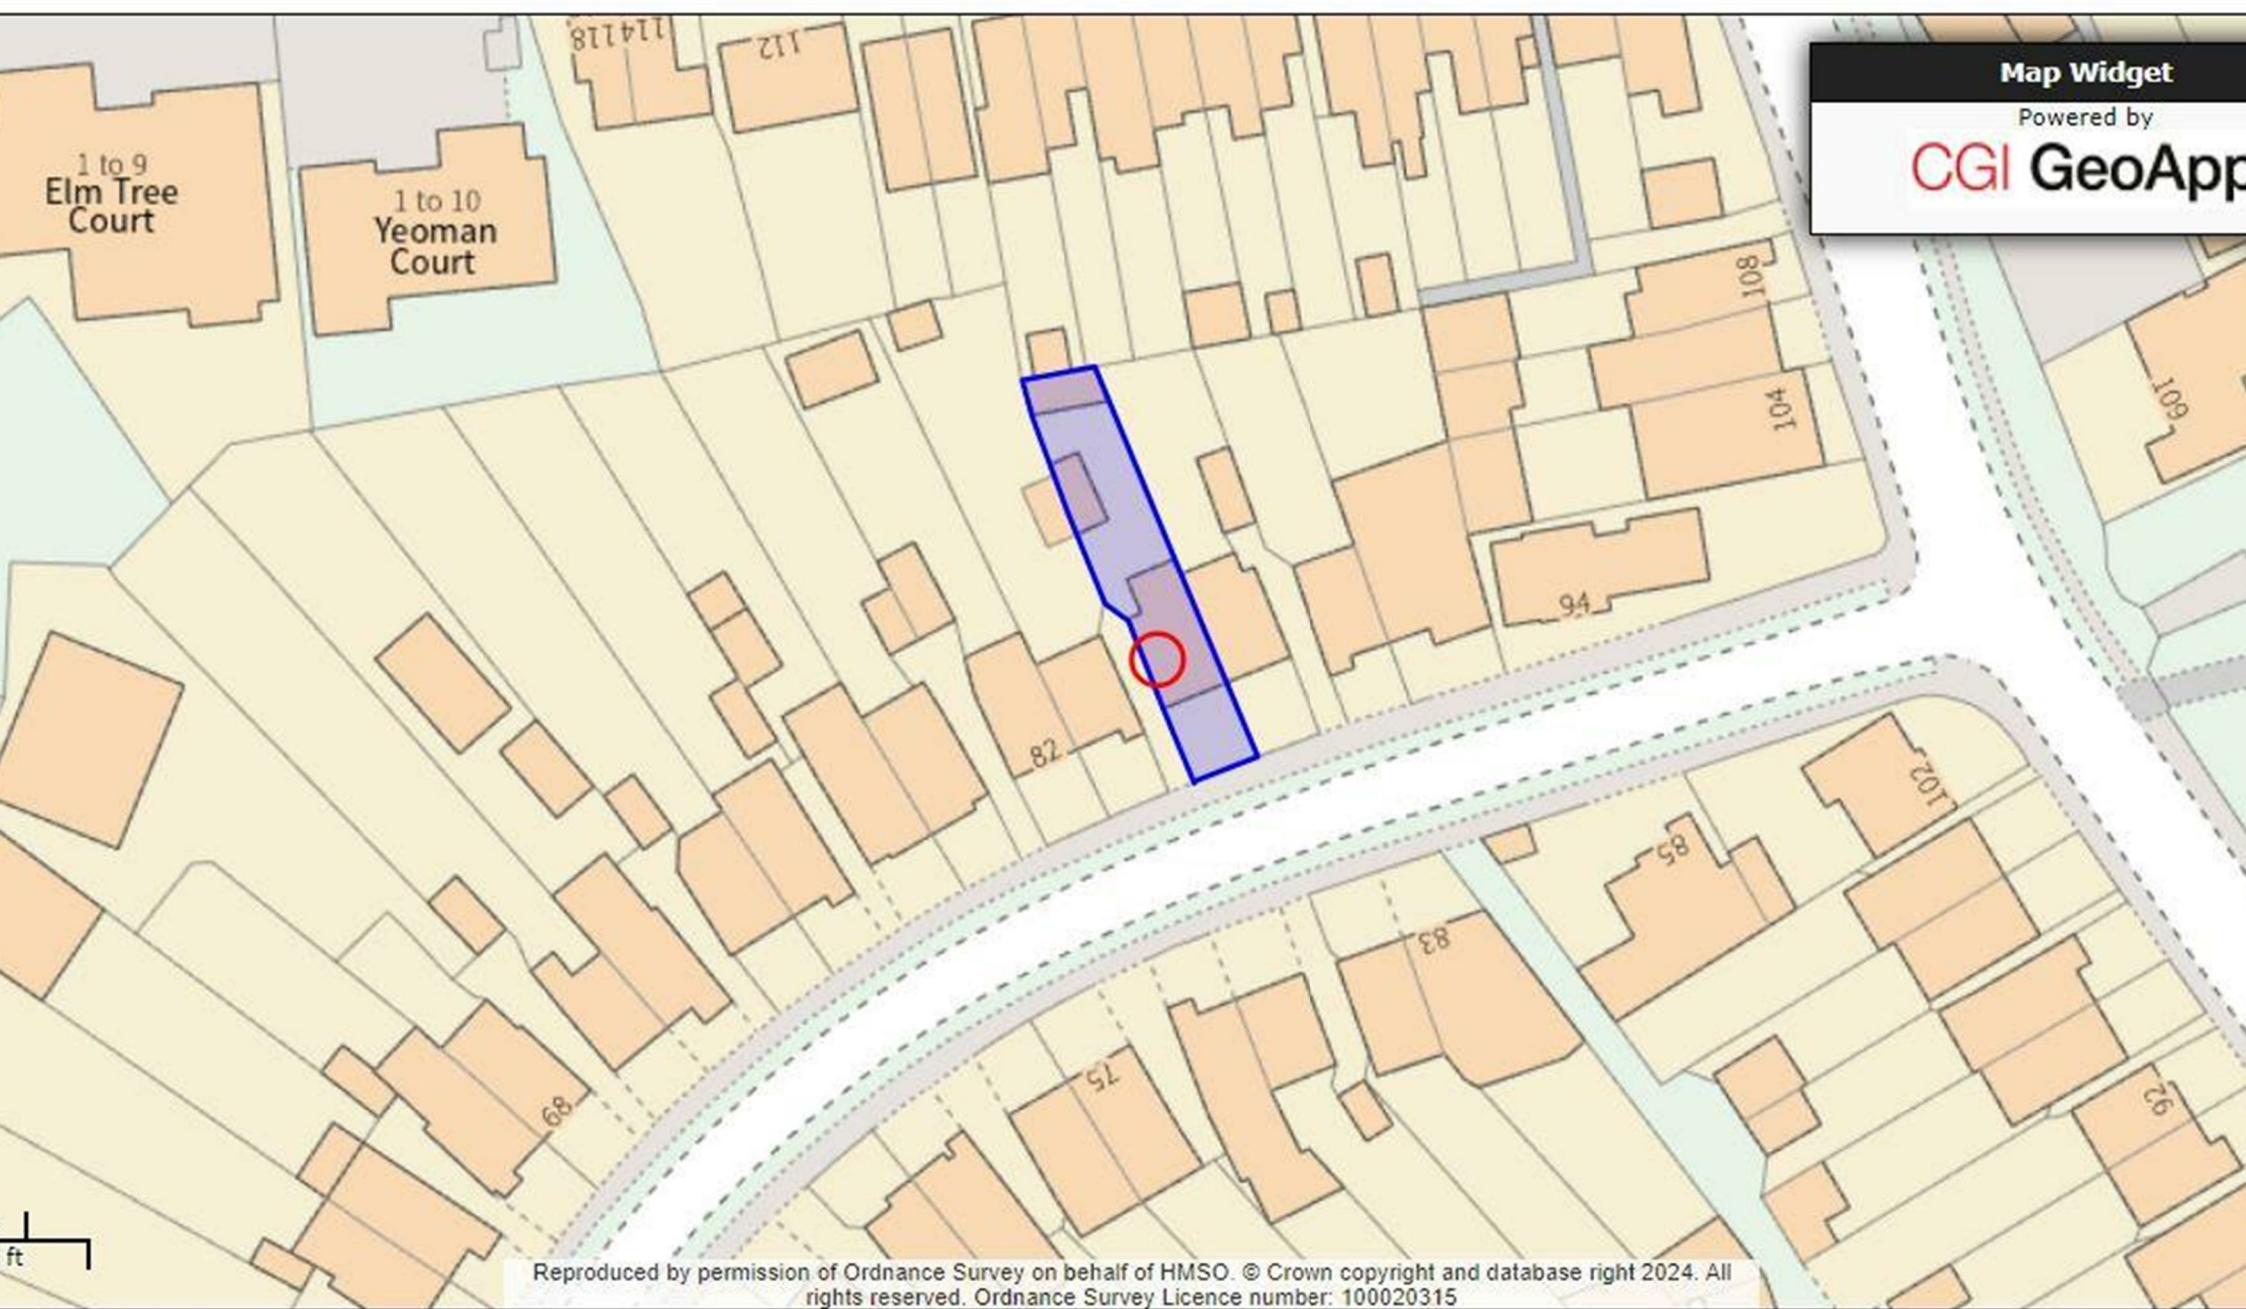 114118
112
Map Widget
Powered by
CGI GeoApp
1 to 9
Elm Tree
Court
1 to 10
Yeoman
Court
108
104
109
94
82
102
85
83
75
92
68
ft
Reproduced by permission of Ordnance Survey on behalf of HMSO. © Crown copyright and database right 2024. All
rights reserved. Ordnance Survey Licence number: 100020315